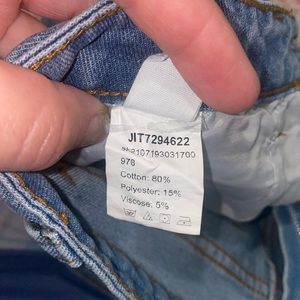 JIT7294622
978
Cotton: 80%
Polyester: 15%
Viscose: 5%